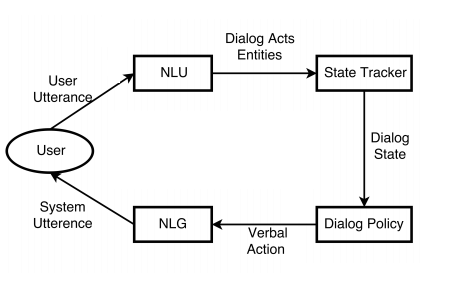 Dialog Acts
Entities
NLU
State Tracker
User
Utterance
User
Dialog
State
System
Utterence
NLG
Verbal
Action
Dialog Policy